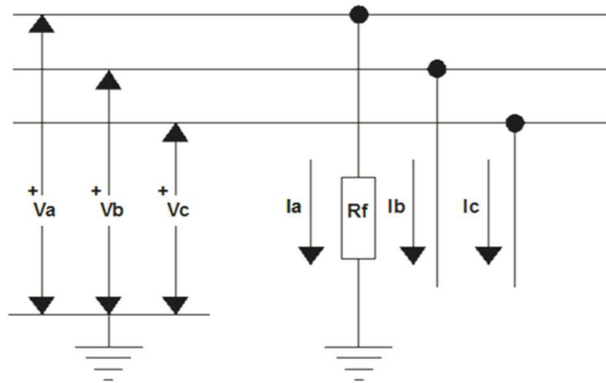 + + +
Va Vb Vc Ia Rf Ib Ic